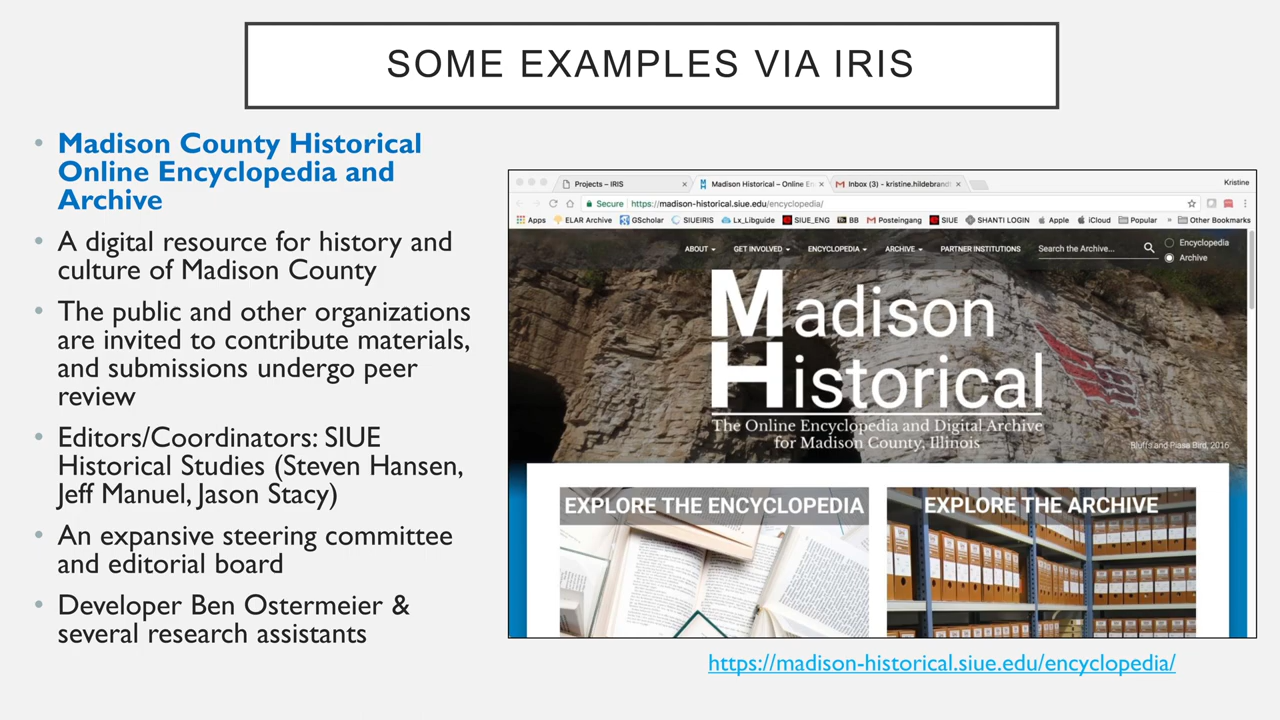 SOME EXAMPLES VIA IRIS
• Madison County Historical
Online Encyclopedia and
Archive
• A digital resource for history and
culture of Madison County
• The public and other organizations
are invited to contribute materials,
and submissions undergo peer
review
• Editors/Coordinators: SIUE
Historical Studies (Steven Hansen,
Jeff Manuel, Jason Stacy)
• An expansive steering committee
and editorial board
• Developer Ben Ostermeier &
several research assistants
Projects – IRIS
Madison Historical – Online En
Inbox (3) - kristine.hildebrandt
Kristine
Secure https://madison-historical.siue.edu/encyclopedia/
Apps ELAR Archive GScholar SIUEIRIS Lx_Libguide SIUE_ENG BB Posteingang SIUE SHANTI LOGIN Apple iCloud Popular » Other Bookmarks
ABOUT GET INVOLVED ENCYCLOPEDIA ARCHIVE PARTNER INSTITUTIONS Search the Archive... Encyclopedia
Archive
Madison
Historical
The Online Encyclopedia and Digital Archive
for Madison County, Illinois
Bluffs and Piasa Bird, 2016
EXPLORE THE ENCYCLOPEDIA
EXPLORE THE ARCHIVE
https://madison-historical.siue.edu/encyclopedia/